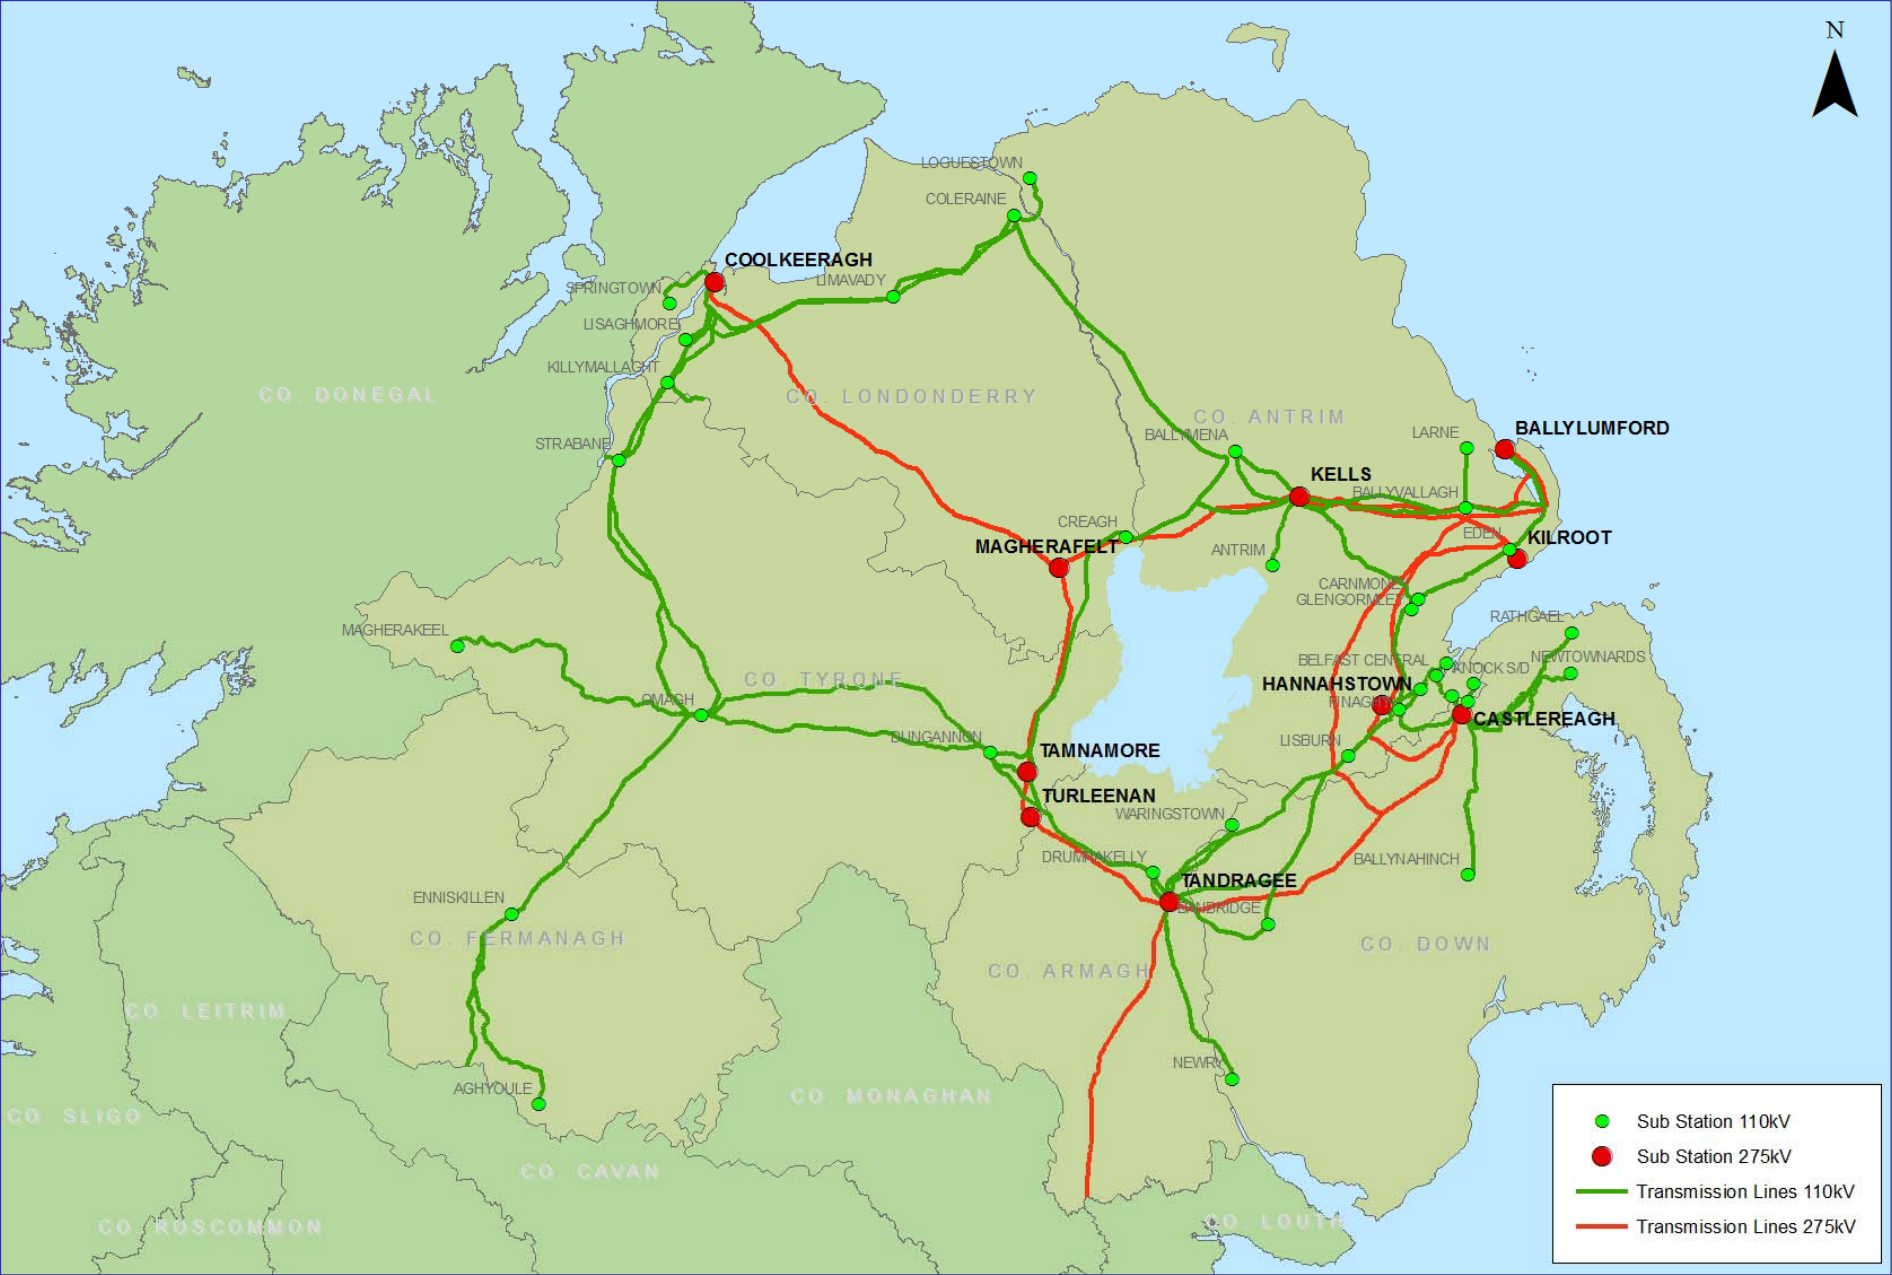 N
LOGUESTOWN
COLERAINE
COOLKEERAGH
LIMAVADY
SPRINGTOWN
LISAGHMORE
KILLYMALLAGHT
CO. DONEGAL
CO. LONDONDERRY
CO. ANTRIM
STRABANE
BALLYMENA
LARNE
BALLYLUMFORD
KELLS
BALLYVALLAGH
CREAGH
MAGHERAFELT
ANTRIM
EDEN
KILROOT
CARNMONEY
GLENGORMLEY
RATHGAEL
MAGHERAKEEL
BELFAST CENTRAL
KNOCK S/D
NEWTOWNARDS
CO. TYRONE
OMAGH
HANNAHSTOWN
FINAGHY
CASTLEREAGH
DUNGANNON
TAMNAMORE
LISBURN
TURLEENAN
WARINGSTOWN
DRUMNAKELLY
BALLYNAHINCH
TANDRAGEE
BANBRIDGE
ENNISKILLEN
CO. FERMANAGH
CO. DOWN
CO. ARMAGH
CO. LEITRIM
NEWRY
AGHYOULE
CO. MONAGHAN
CO. SLIGO
CO. CAVAN
CO. ROSCOMMON
CO. LOUTH
Sub Station 110kV
Sub Station 275kV
Transmission Lines 110kV
Transmission Lines 275kV